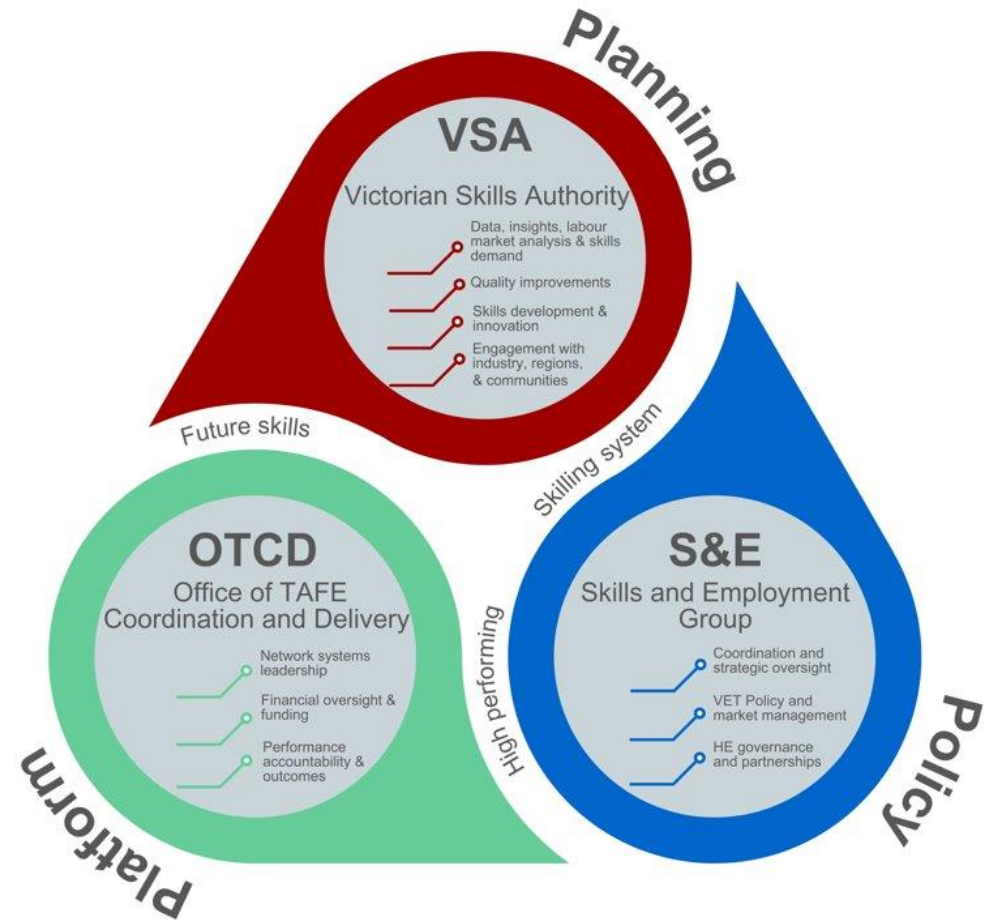 Planning
VSA
Victorian Skills Authority
Data, insights, labour
market analysis & skills
demand
Quality improvements
Skills development &
innovation
Engagement with
industry, regions,
& communities
Future skills
Skilling system
High performing
OTCD
Office of TAFE
Coordination and Delivery
Network systems
leadership
Financial oversight &
funding
Performance
accountability &
outcomes
Platform
S&E
Skills and Employment
Group
Coordination and
strategic oversight
VET Policy and
market management
HE governance
and partnerships
Policy